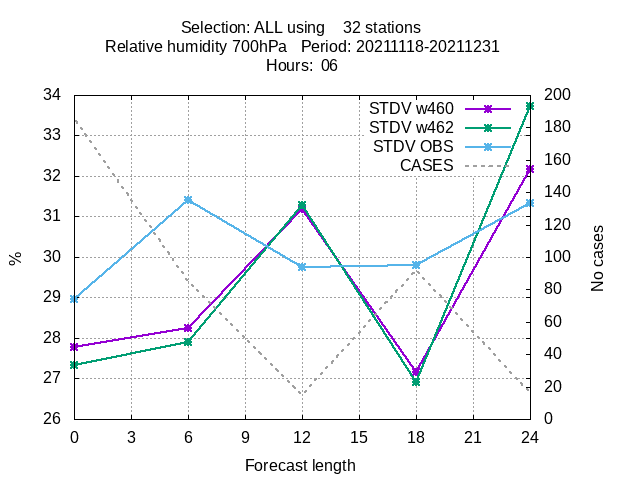 Selection: ALL using    32 stations
Relative humidity 700hPa   Period: 20211118-20211231
Hours:  06
STDV w460
STDV w462
STDV OBS
CASES
34
33
32
31
30
29
28
27
26
%
200
180
160
140
120
100
80
60
40
20
0
No cases
0 3 6 9 12 15 18 21 24
Forecast length